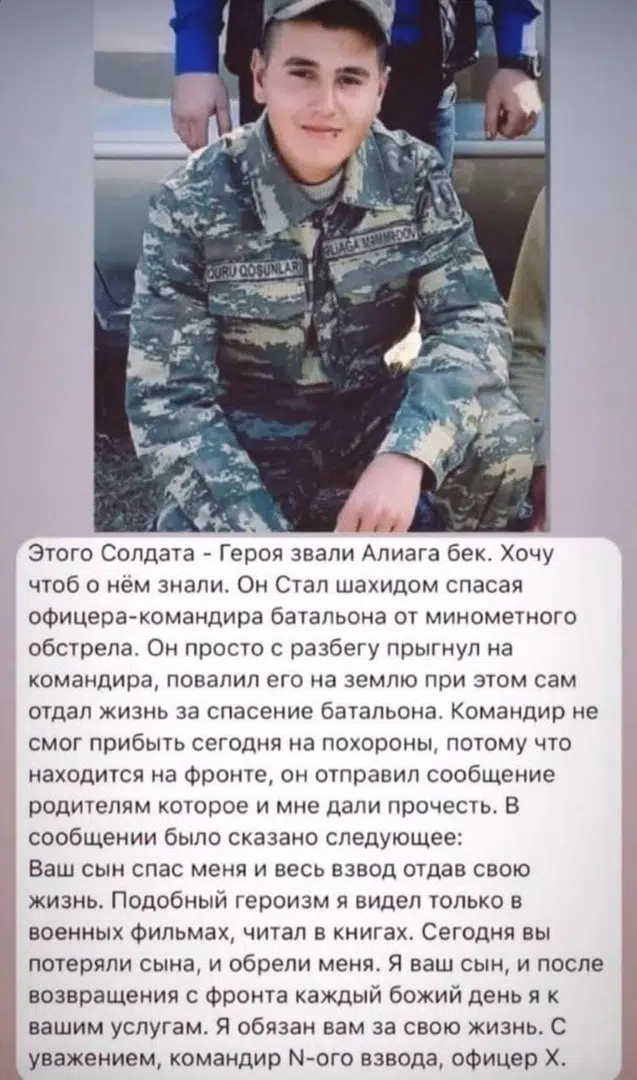 QURU QOŞUNLARI
ƏLIAGA MƏMMƏDOV
Этого Солдата - Героя звали Алиага бек. Хочу
чтоб о нём знали. Он Стал шахидом спасая
офицера-командира батальона от минометного
обстрела. Он просто с разбегу прыгнул на
командира, повалил его на землю при этом сам
отдал жизнь за спасение батальона. Командир не
смог прибыть сегодня на похороны, потому что
находится на фронте, он отправил сообщение
родителям которое и мне дали прочесть. В
сообщении было сказано следующее:
Ваш сын спас меня и весь взвод отдав свою
жизнь. Подобный героизм я видел только в
военных фильмах, читал в книгах. Сегодня вы
потеряли сына, и обрели меня. Я ваш сын, и после
возвращения с фронта каждый божий день я к
вашим услугам. Я обязан вам за свою жизнь. С
уважением, командир N-ого взвода, офицер Х.